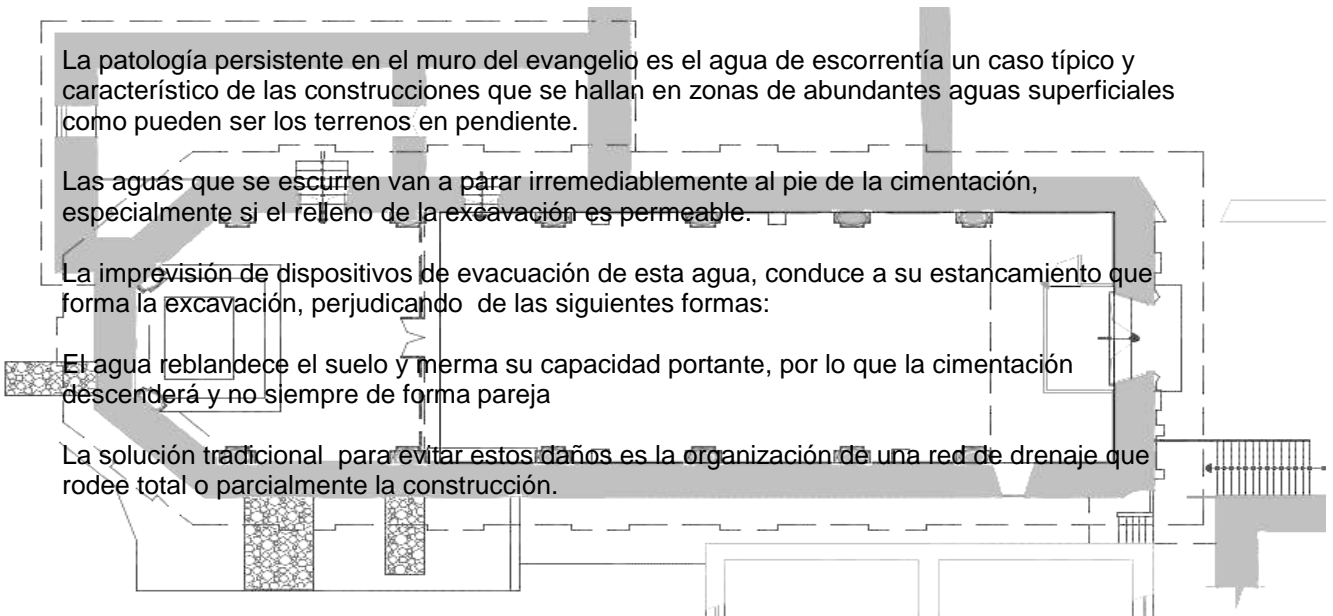 La patología persistente en el muro del evangelio es el agua de escorrentía un caso típico y
característico de las construcciones que se hallan en zonas de abundantes aguas superficiales
como pueden ser los terrenos en pendiente.
Las aguas que se escurren van a parar irremediablemente al pie de la cimentación,
especialmente si el relleno de la excavación es permeable.
La imprevisión de dispositivos de evacuación de esta agua, conduce a su estancamiento que
forma la excavación, perjudicando  de las siguientes formas:
El agua reblandece el suelo y merma su capacidad portante, por lo que la cimentación
descenderá y no siempre de forma pareja
La solución tradicional  para evitar estos daños es la organización de una red de drenaje que
rodee total o parcialmente la construcción.